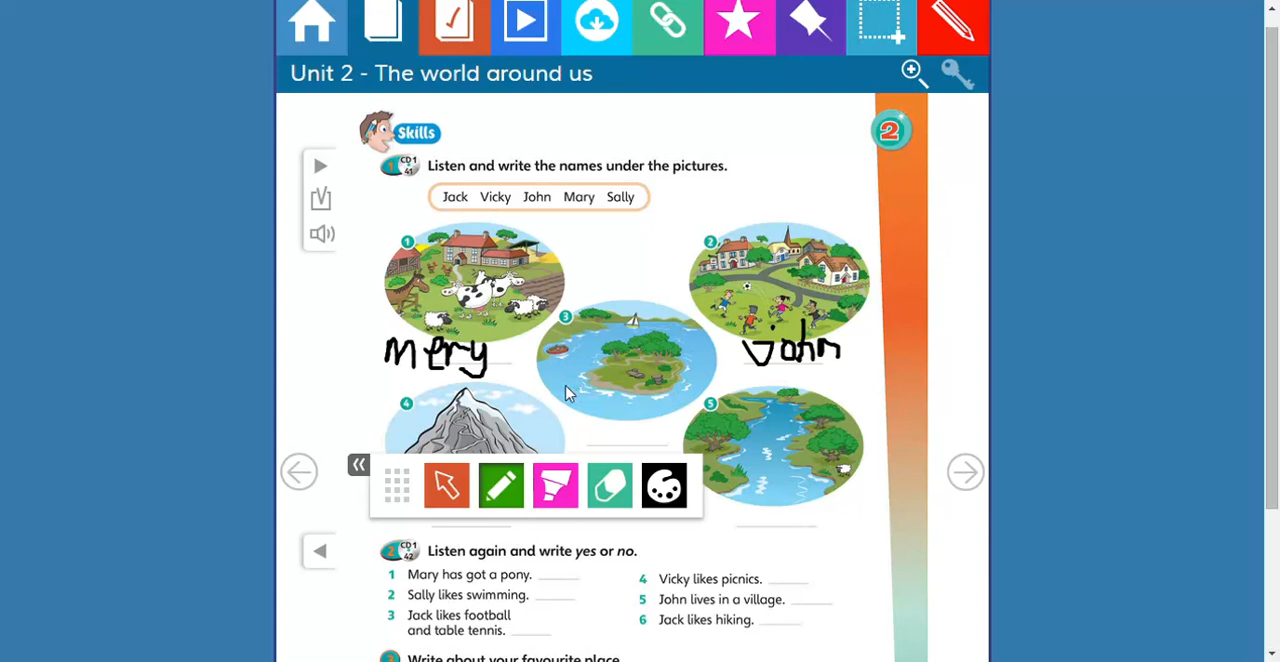 Unit 2 - The world around us
Skills
2
1 CD1 41 Listen and write the names under the pictures.
Jack Vicky John Mary Sally
1
2
3
Mery
John
4
5
2 CD1 42 Listen again and write yes or no.
1 Mary has got a pony.
2 Sally likes swimming.
3 Jack likes football
and table tennis.
4 Vicky likes picnics.
5 John lives in a village.
6 Jack likes hiking.
3 Write about your favourite place.